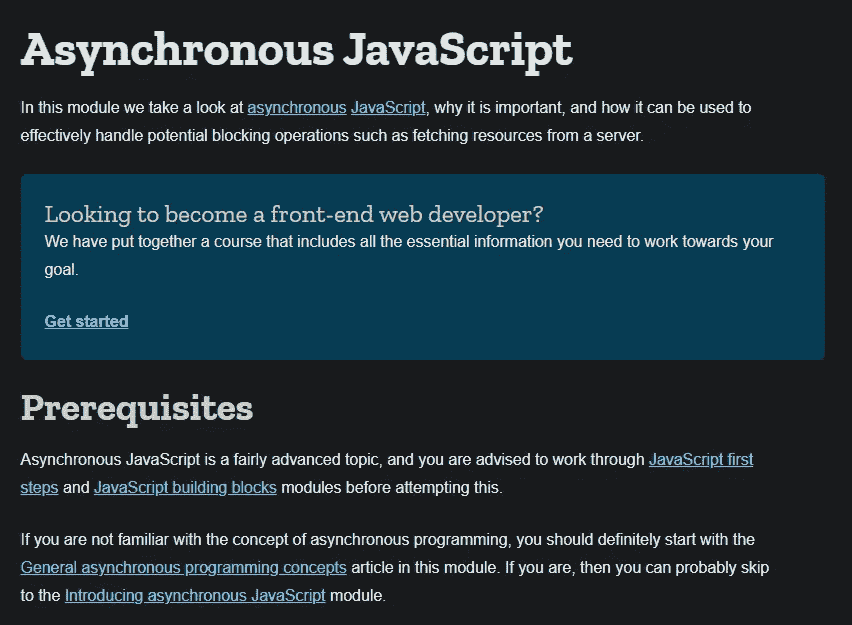 Asynchronous JavaScript
In this module we take a look at asynchronous JavaScript, why it is important, and how it can be used to
effectively handle potential blocking operations such as fetching resources from a server.
Looking to become a front-end web developer?
We have put together a course that includes all the essential information you need to work towards your
goal.
Get started
Prerequisites
Asynchronous JavaScript is a fairly advanced topic, and you are advised to work through JavaScript first
steps and JavaScript building blocks modules before attempting this.
If you are not familiar with the concept of asynchronous programming, you should definitely start with the
General asynchronous programming concepts article in this module. If you are, then you can probably skip
to the Introducing asynchronous JavaScript module.